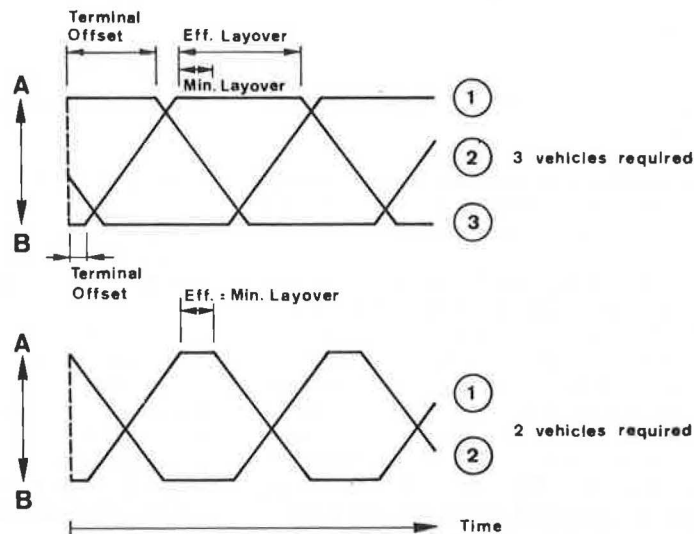 Terminal
Offset
Eff. Layover
Min. Layover
A
B
1
2
3 vehicles required
3
Terminal
Offset
Eff. = Min. Layover
A
B
1
2 vehicles required
2
Time